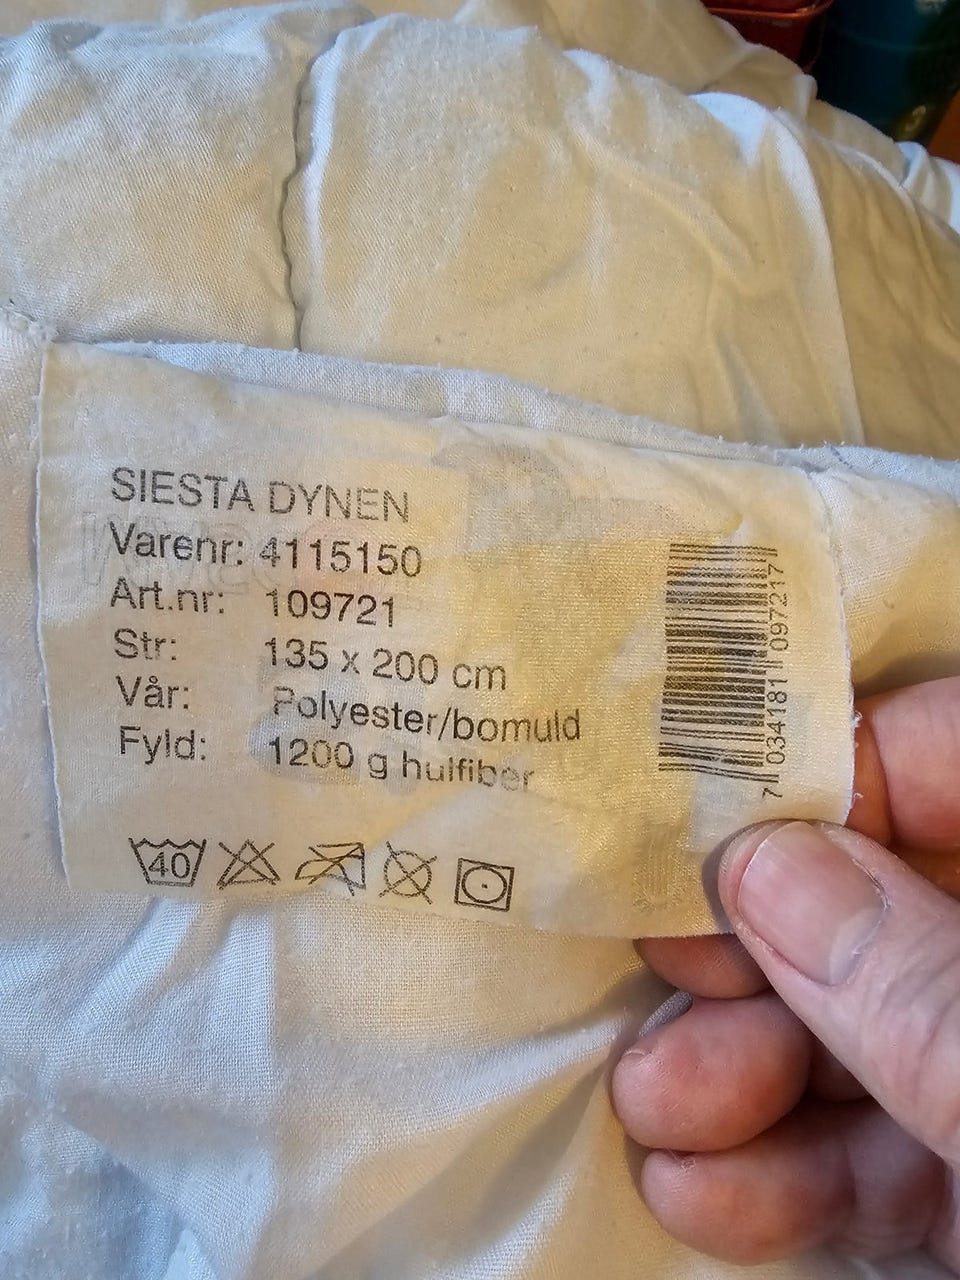 SIESTA DYNEN
Varenr: 4115150
Art.nr: 109721
Str: 135 x 200 cm
Vår: Polyester/bomuld
Fyld: 1200 g hulfiber
40
7 034181 097217